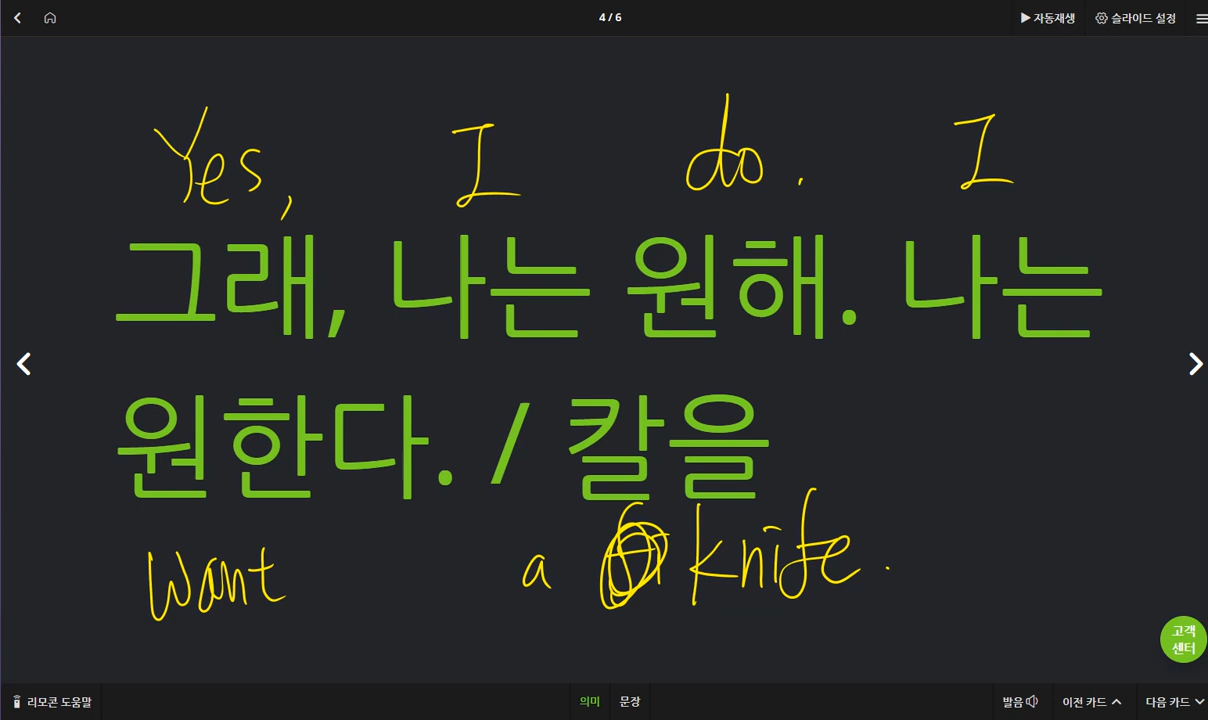 4 / 6
자동재생
슬라이드 설정
Yes, I do. I
그래, 나는 원해. 나는
원한다. / 칼을
want a knife.
고객
센터
리모콘 도움말
의미
문장
발음
이전 카드
다음 카드